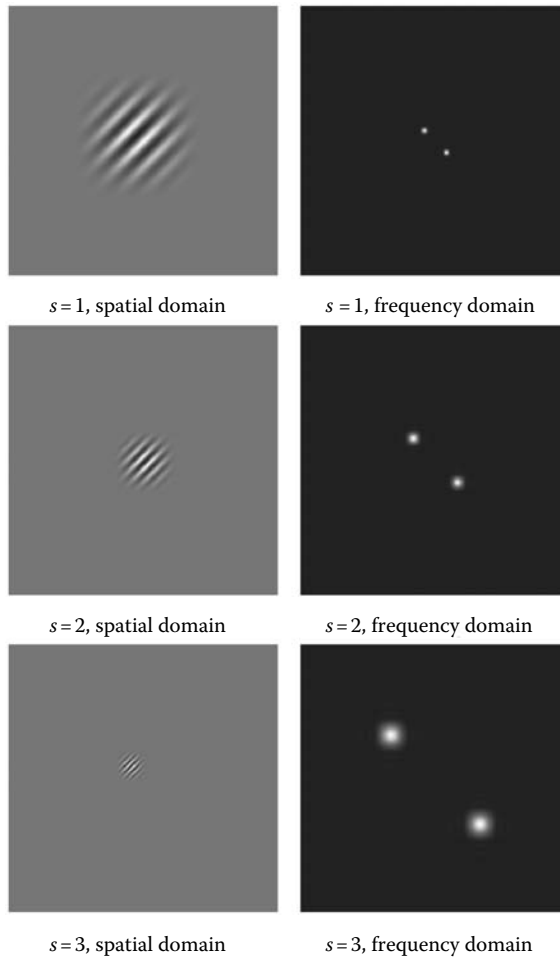 s=1, spatial domain
s=1, frequency domain
s=2, spatial domain
s=2, frequency domain
s=3, spatial domain
s=3, frequency domain